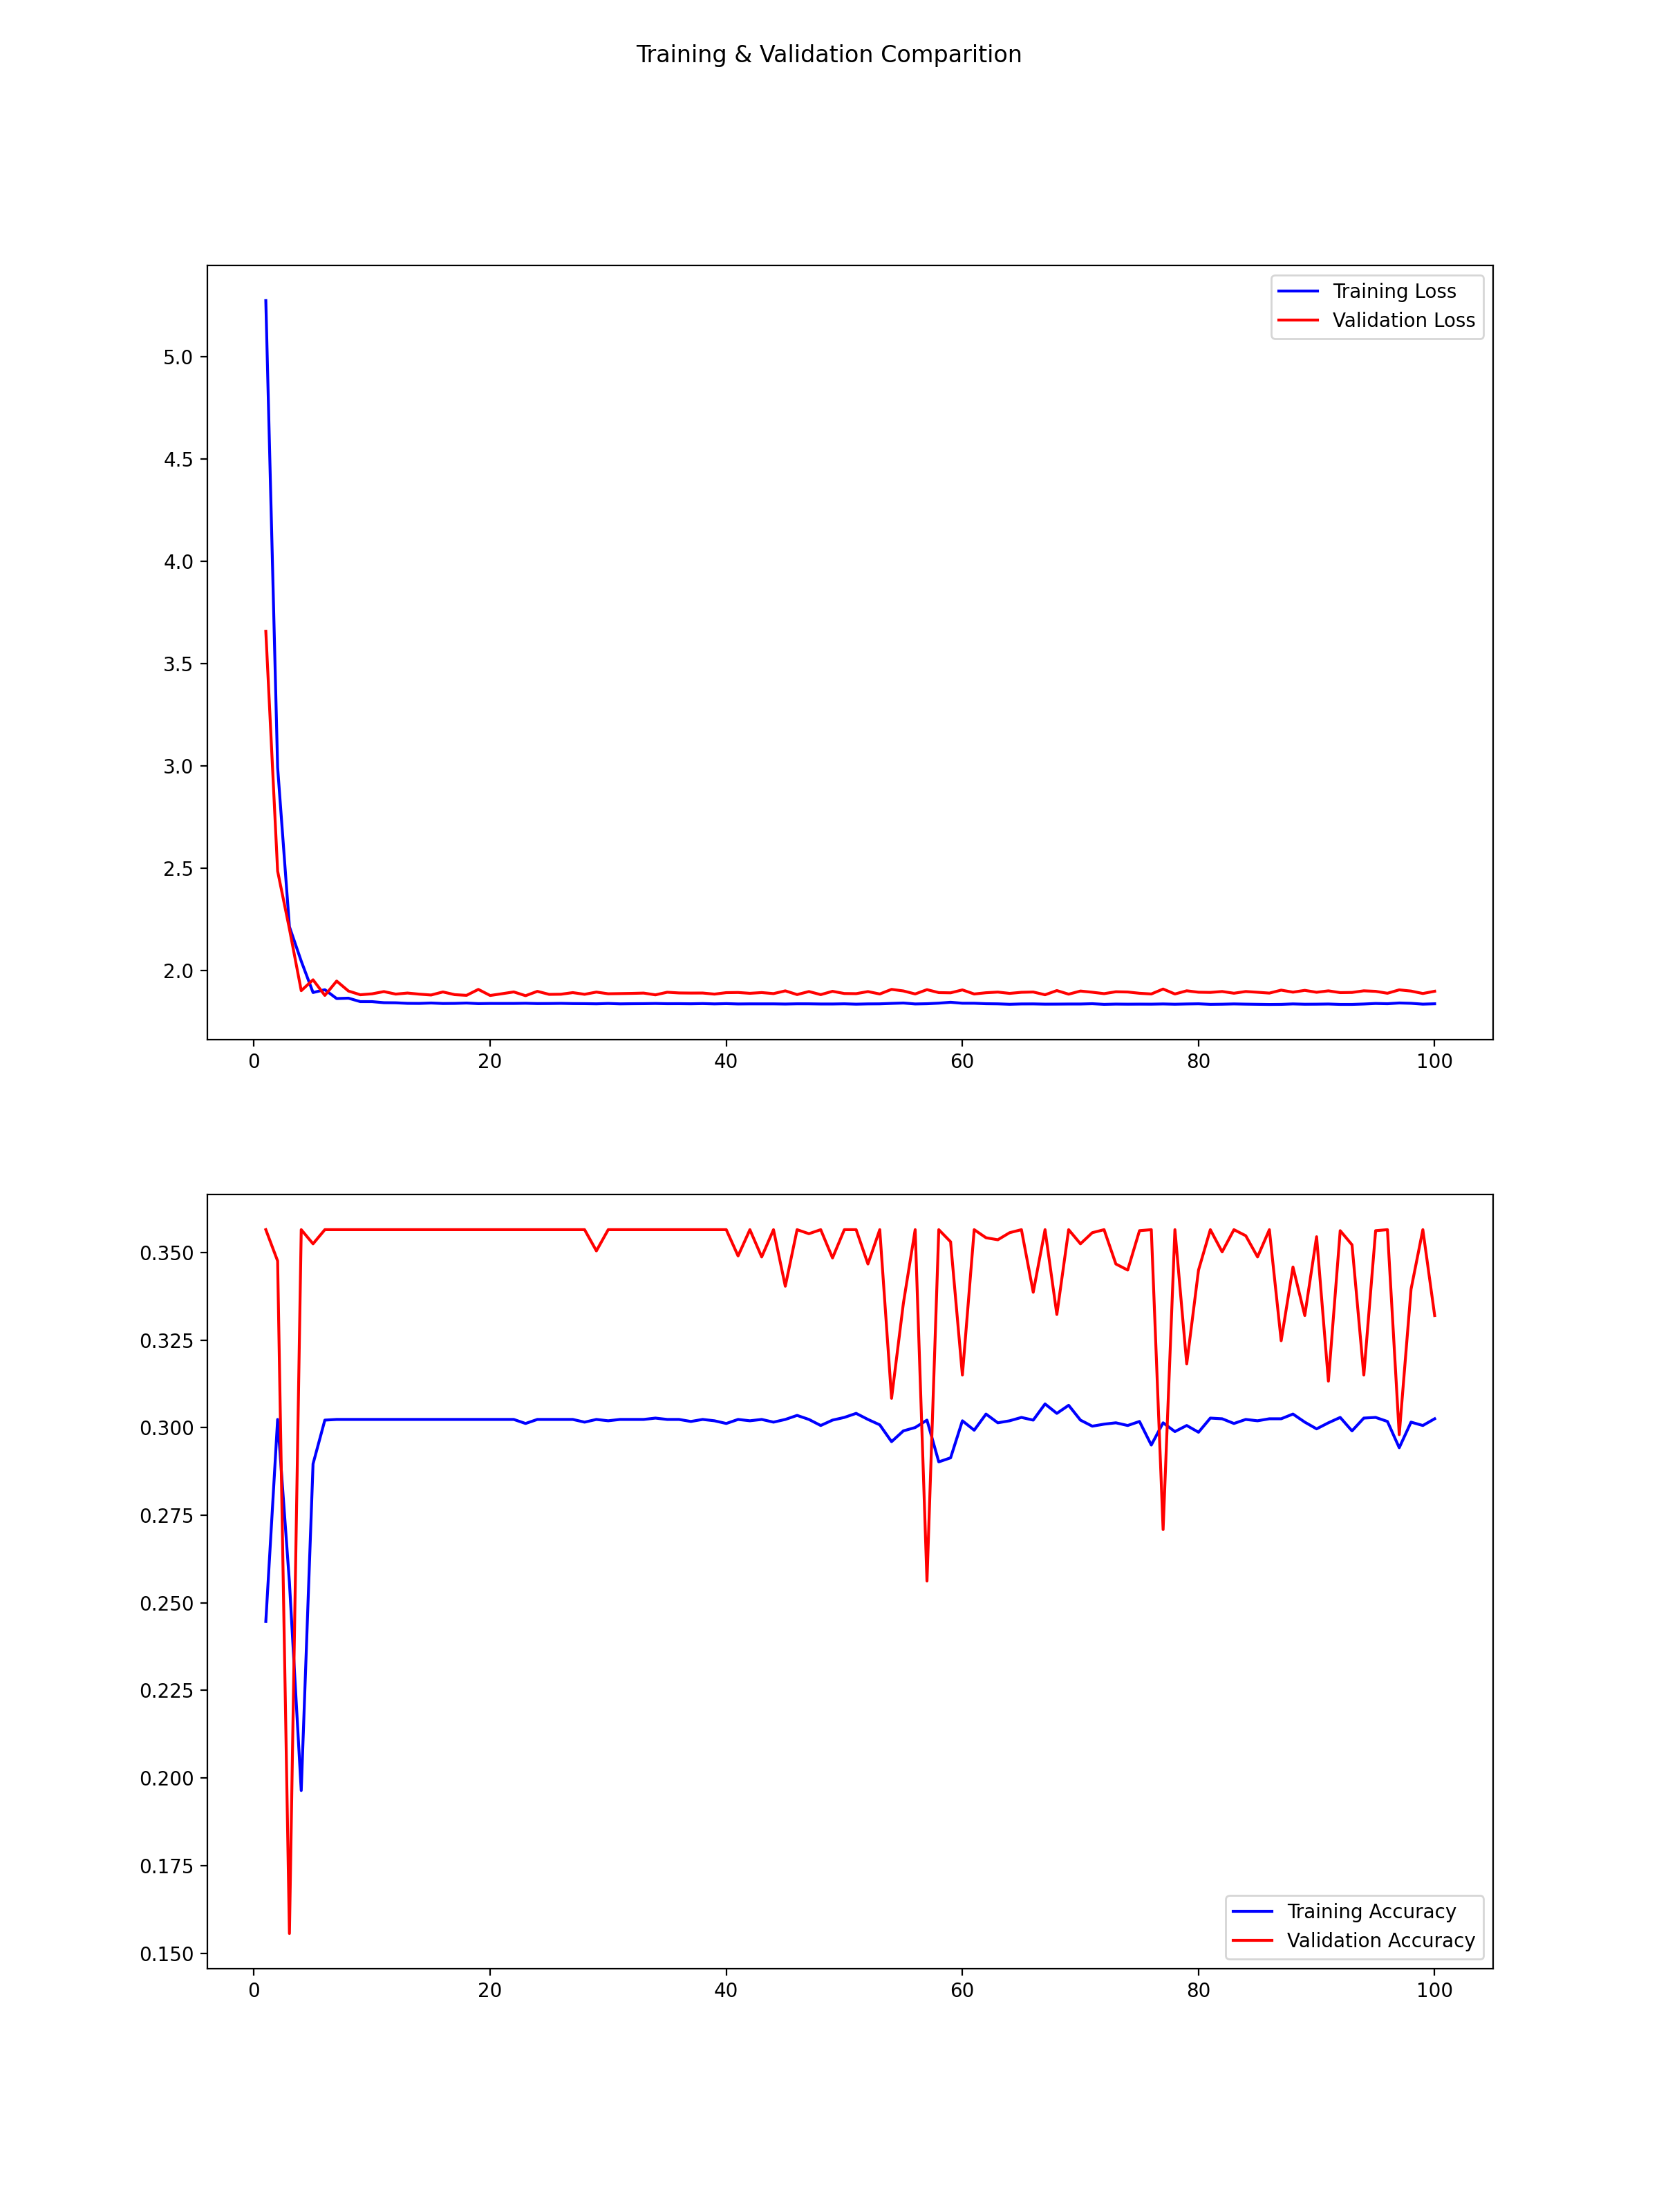 Training & Validation Comparition
Training Loss
Validation Loss
5.0
4.5
4.0
3.5
3.0
2.5
2.0
0 20 40 60 80 100
0.350
0.325
0.300
0.275
0.250
0.225
0.200
0.175
0.150
Training Accuracy
Validation Accuracy
0 20 40 60 80 100